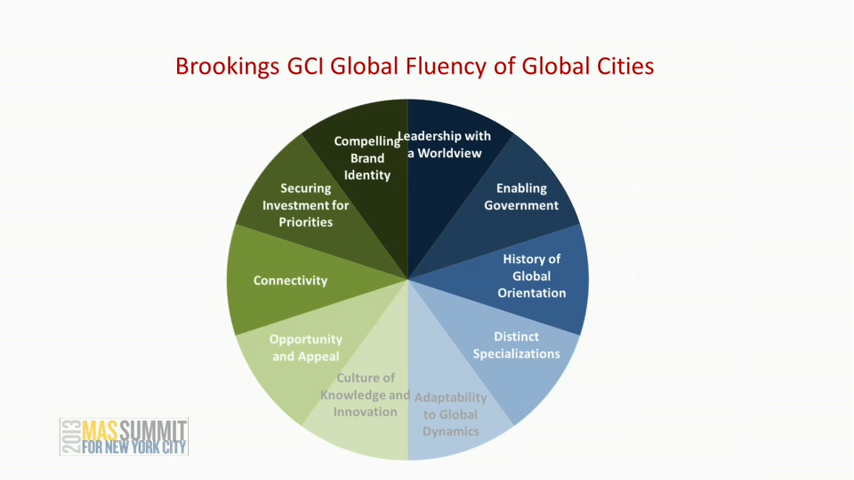 Brookings GCI Global Fluency of Global Cities
Leadership with
a Worldview
Enabling
Government
History of
Global
Orientation
Distinct
Specializations
Adaptability
to Global
Dynamics
Culture of
Knowledge and
Innovation
Opportunity
and Appeal
Connectivity
Securing
Investment for
Priorities
Compelling
Brand
Identity
2013
MAS SUMMIT
FOR NEW YORK CITY